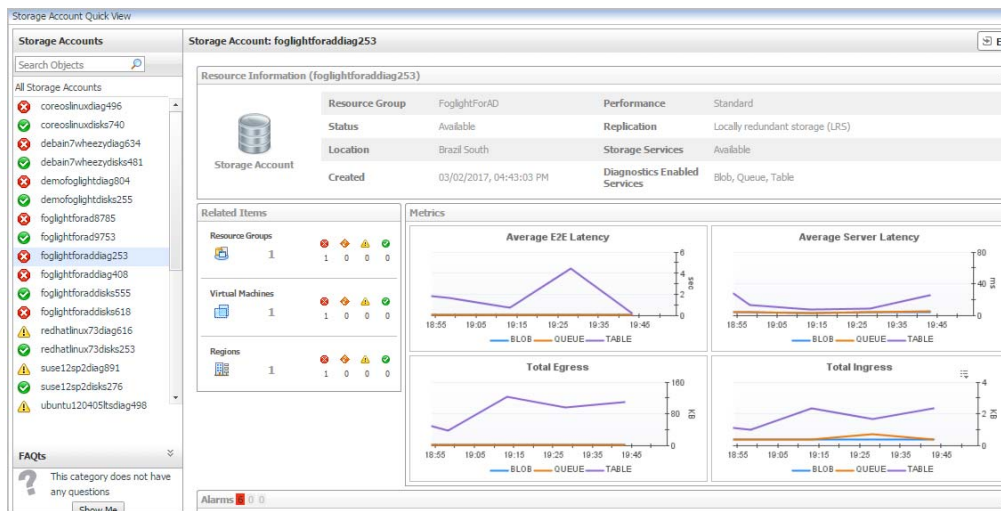 Storage Account Quick View
Storage Accounts
Search Objects
All Storage Accounts
coreoslinuxdiag496
coreoslinuxdisks740
debain7wheezydiag634
debain7wheezydisks481
demofoglightdiag804
demofoglightdisks255
foglightforad8785
foglightforad9753
foglightforaddiag253
foglightforaddiag408
foglightforaddisks555
foglightforaddisks618
redhatlinux73diag616
redhatlinux73disks253
suse12sp2diag891
suse12sp2disks276
ubuntu120405ltsdiag498
FAQts
This category does not have
any questions
Show Me
Storage Account: foglightforaddiag253
E
Resource Information (foglightforaddiag253)
Storage Account
Resource Group FoglightForAD Performance Standard
Status Available Replication Locally redundant storage (LRS)
Location Brazil South Storage Services Available
Created 03/02/2017, 04:43:03 PM Diagnostics Enabled Services Blob, Queue, Table
Related Items
Resource Groups
1 1 0 0 0
Virtual Machines
1 1 0 0 0
Regions
1 1 0 0 0
Metrics
Average E2E Latency
6
4
2
0
sec
18:55 19:05 19:15 19:25 19:35 19:45
BLOB QUEUE TABLE
Average Server Latency
80
40
0
ms
18:55 19:05 19:15 19:25 19:35 19:45
BLOB QUEUE TABLE
Total Egress
160
80
0
KB
18:55 19:05 19:15 19:25 19:35 19:45
BLOB QUEUE TABLE
Total Ingress
4
2
0
KB
18:55 19:05 19:15 19:25 19:35 19:45
BLOB QUEUE TABLE
Alarms 6 0 0